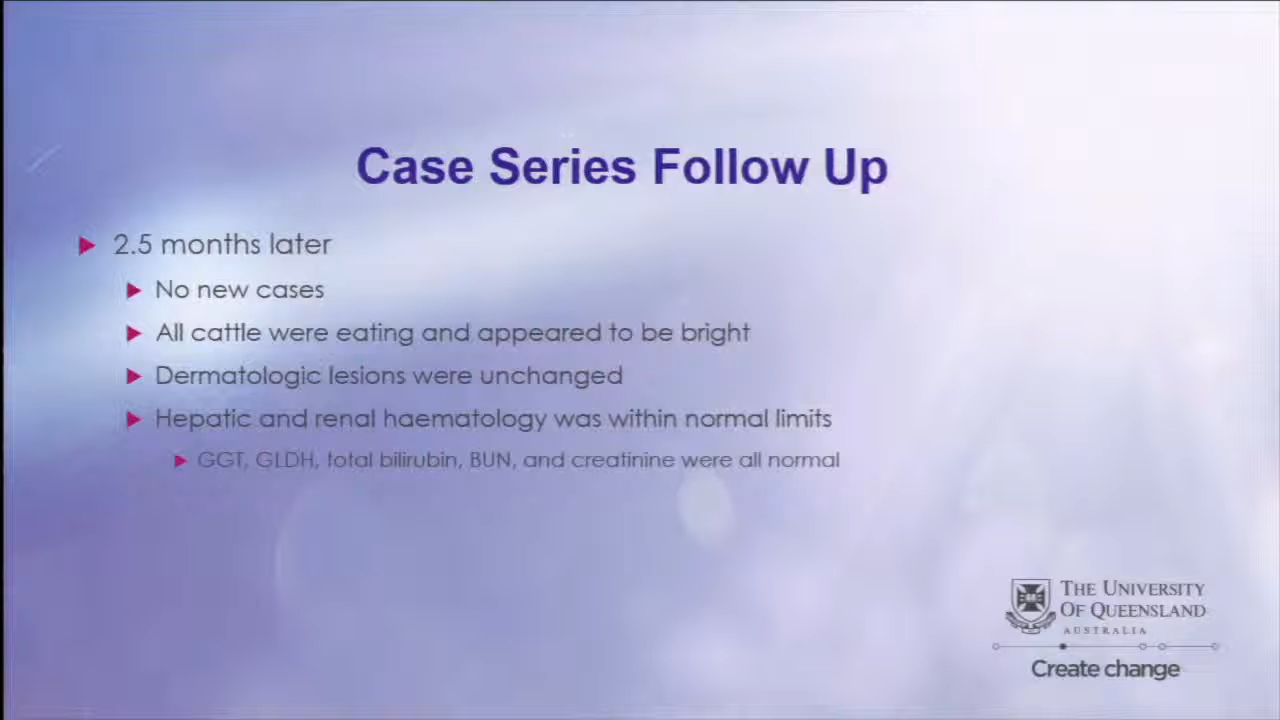 Case Series Follow Up
2.5 months later
No new cases
All cattle were eating and appeared to be bright
Dermatologic lesions were unchanged
Hepatic and renal haematology was within normal limits
GGT, GLDH, total bilirubin, BUN, and creatinine were all normal
THE UNIVERSITY
OF QUEENSLAND
AUSTRALIA
Create change